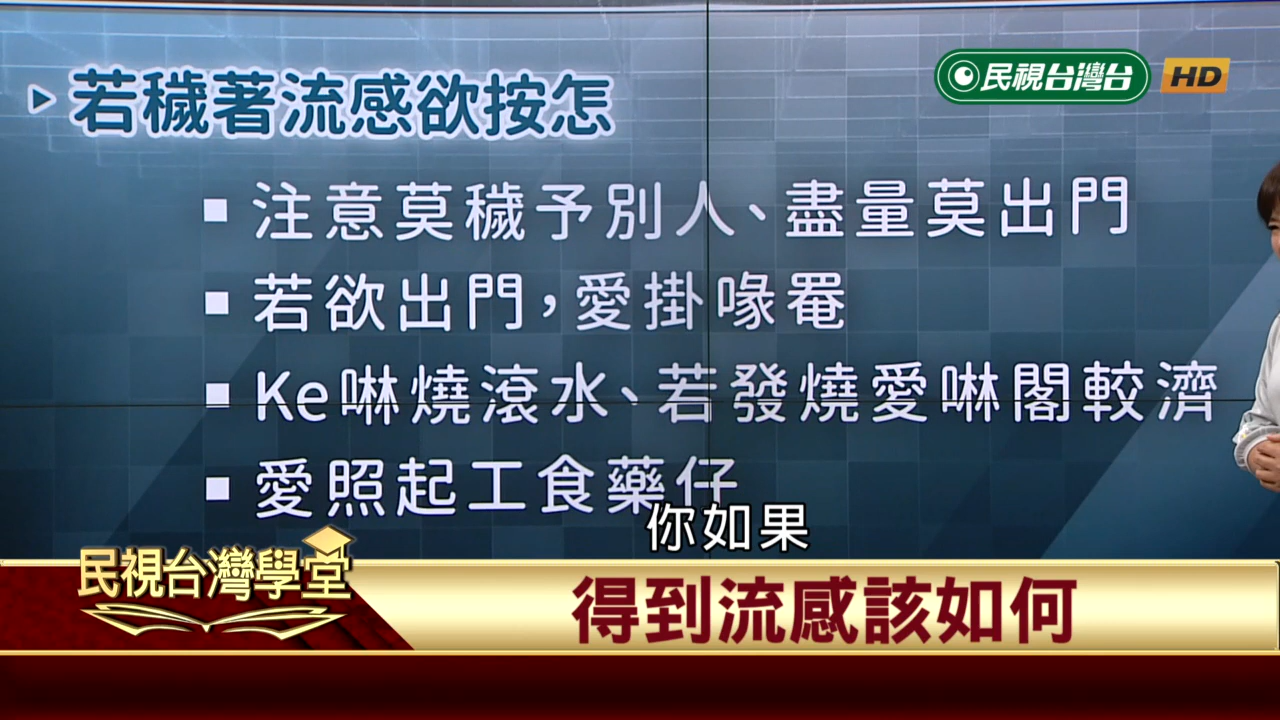 民視台灣台 HD
若穢著流感欲按怎
注意莫穢予別人、盡量莫出門
若欲出門，愛掛喙罨
Ke啉燒滾水、若發燒愛啉閣較濟
愛照起工食藥仔
你如果
民視台灣學堂
得到流感該如何